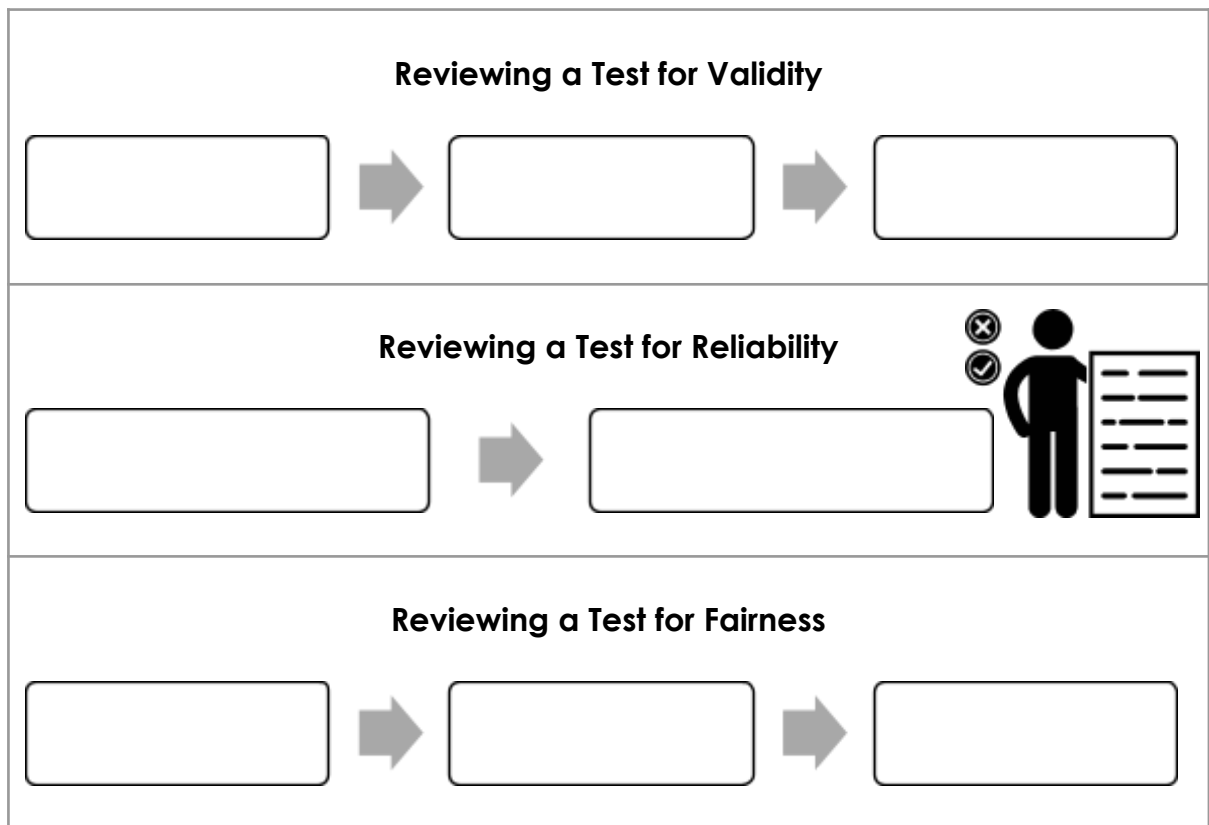 Reviewing a Test for Validity
Reviewing a Test for Reliability
Reviewing a Test for Fairness